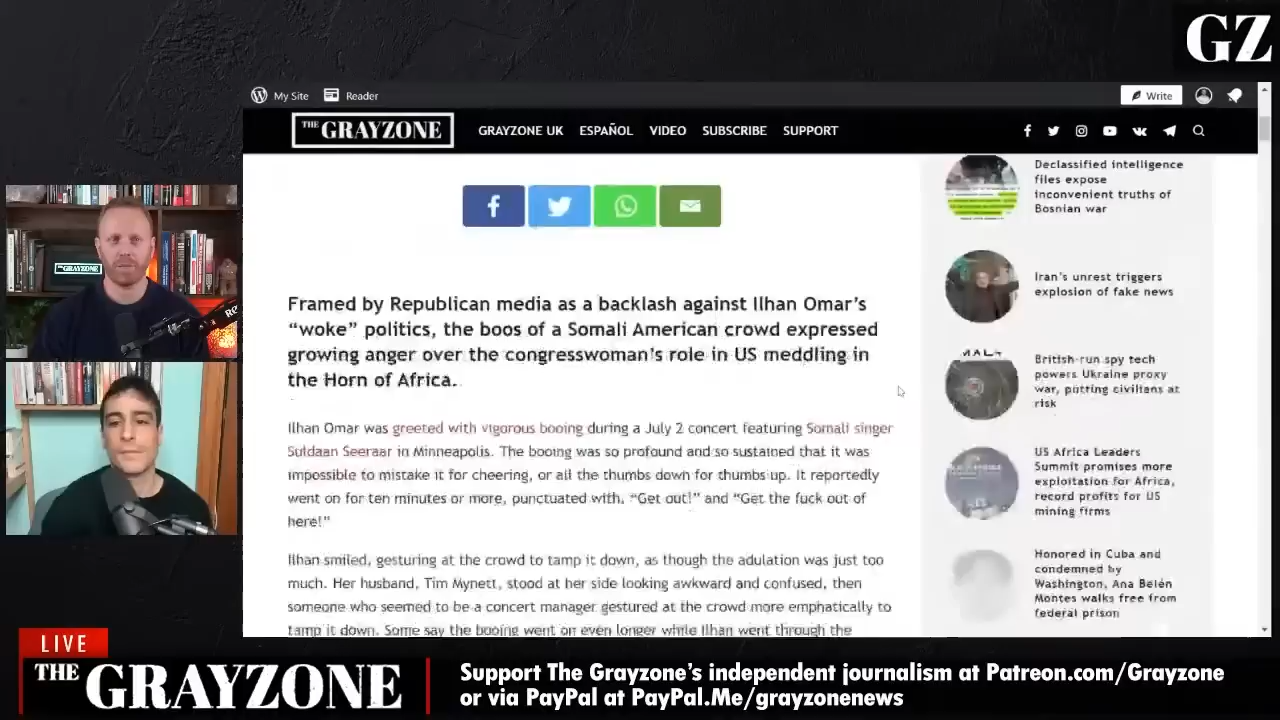 GZ
My Site
Reader
Write
THE GRAYZONE
GRAYZONE UK
ESPAÑOL
VIDEO
SUBSCRIBE
SUPPORT
Framed by Republican media as a backlash against Ilhan Omar's
“woke” politics, the boos of a Somali American crowd expressed
growing anger over the congresswoman's role in US meddling in
the Horn of Africa.
Ilhan Omar was greeted with vigorous booing during a July 2 concert featuring Somali singer
Suldaan Seeraar in Minneapolis. The booing was so profound and so sustained that it was
impossible to mistake it for cheering, or all the thumbs down for thumbs up. It reportedly
went on for ten minutes or more, punctuated with, “Get out!” and “Get the fuck out of
here!”
Ilhan smiled, gesturing at the crowd to tamp it down, as though the adulation was just too
much. Her husband, Tim Mynett, stood at her side looking awkward and confused, then
someone who seemed to be a concert manager gestured at the crowd more emphatically to
tamp it down. Some say the booing went on even longer while Ilhan went through the
Declassified intelligence
files expose
inconvenient truths of
Bosnian war
Iran's unrest triggers
explosion of fake news
British-run spy tech
powers Ukraine proxy
war, putting civilians at
risk
US Africa Leaders
Summit promises more
exploitation for Africa,
record profits for US
mining firms
Honored in Cuba and
condemned by
Washington, Ana Belén
Montes walks free from
federal prison
THE GRAYZONE
LIVE
THE GRAYZONE
Support The Grayzone's independent journalism at Patreon.com/Grayzone
or via PayPal at PayPal.Me/grayzonenews